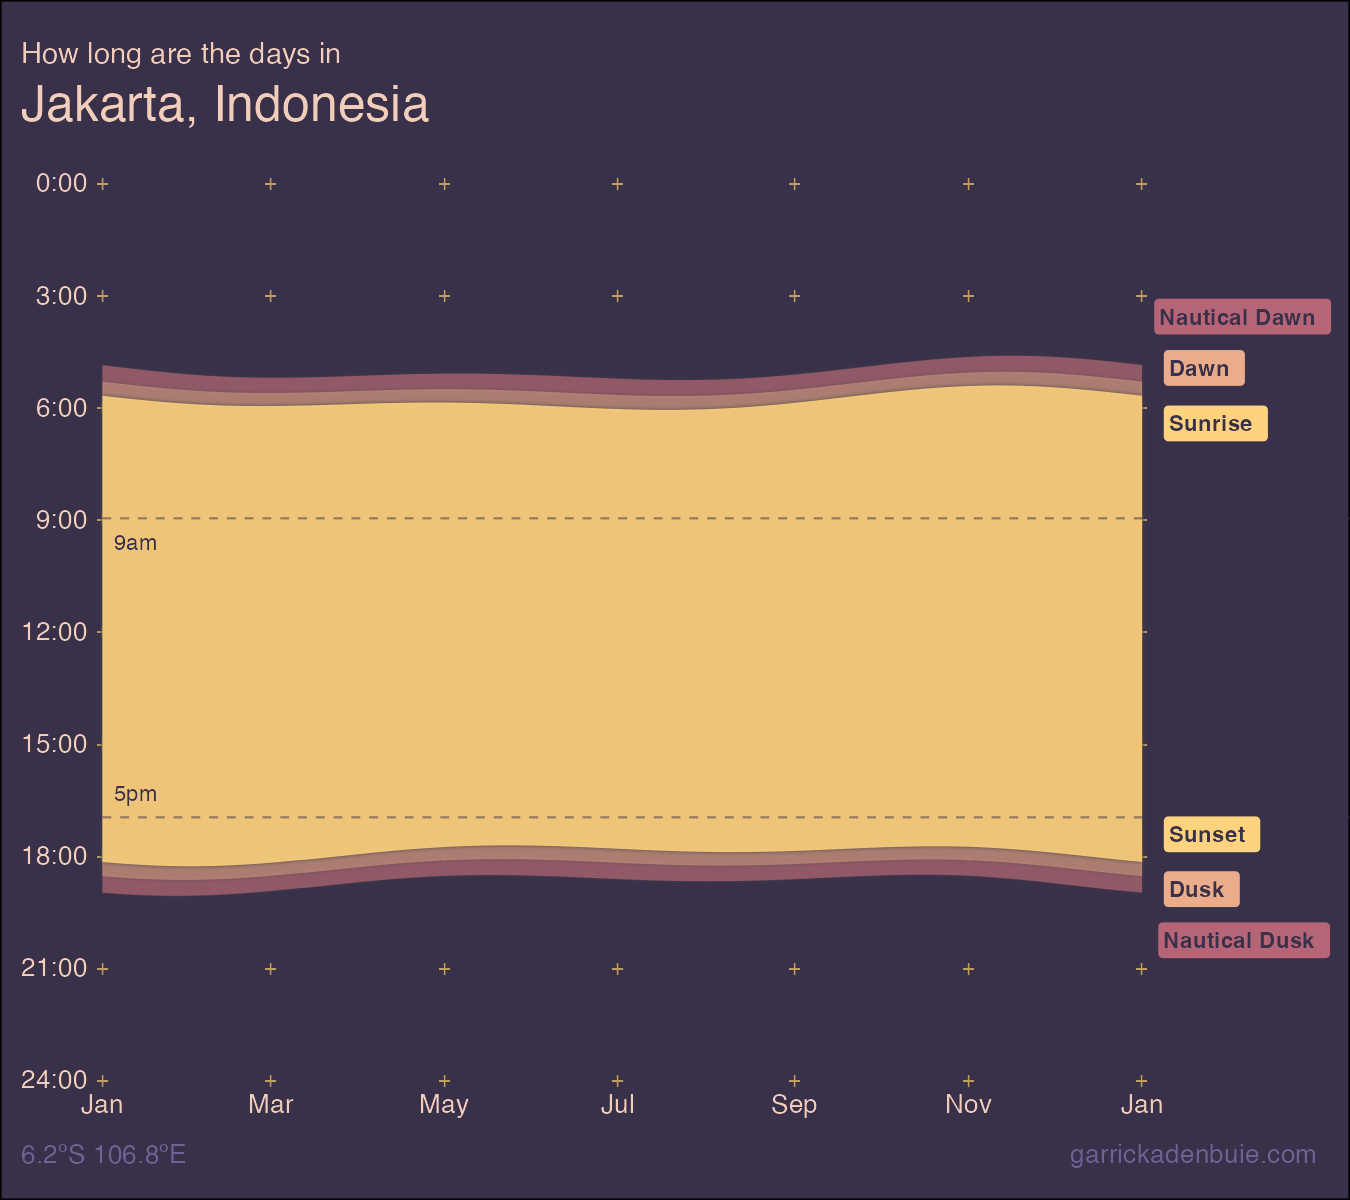 How long are the days in
Jakarta, Indonesia
0:00
3:00
Nautical Dawn
Dawn
6:00
Sunrise
9:00
9am
12:00
15:00
5pm
Sunset
18:00
Dusk
Nautical Dusk
21:00
24:00
Jan Mar May Jul Sep Nov Jan
6.2°S 106.8°E garrickadenbuie.com